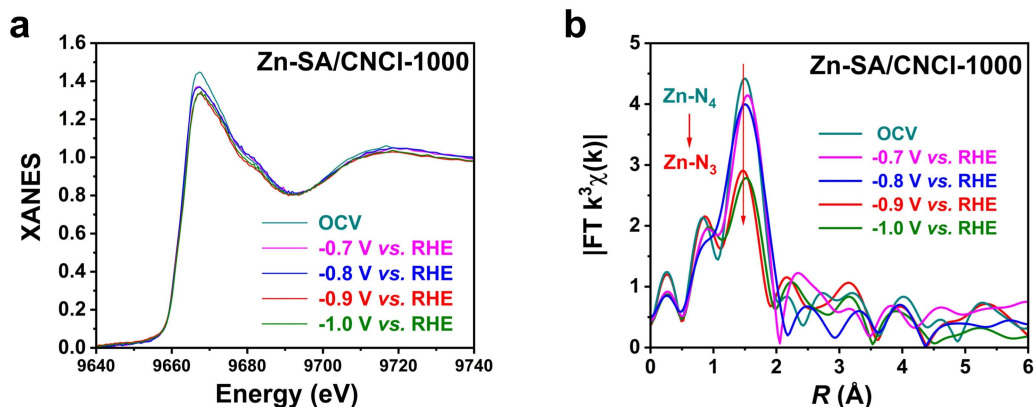 a
Zn-SA/CNCl-1000
XANES
1.6
1.4
1.2
1.0
0.8
0.6
0.4
0.2
0.0
OCV
-0.7 V vs. RHE
-0.8 V vs. RHE
-0.9 V vs. RHE
-1.0 V vs. RHE
9640
9660
9680
9700
9720
9740
Energy (eV)
b
Zn-SA/CNCl-1000
|FT k³χ(k)|
5
4
3
2
1
0
Zn-N₄
Zn-N₃
OCV
-0.7 V vs. RHE
-0.8 V vs. RHE
-0.9 V vs. RHE
-1.0 V vs. RHE
0
1
2
3
4
5
6
R (Å)